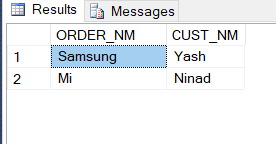 Results Messages
ORDER_NM CUST_NM
1 Samsung Yash
2 Mi Ninad